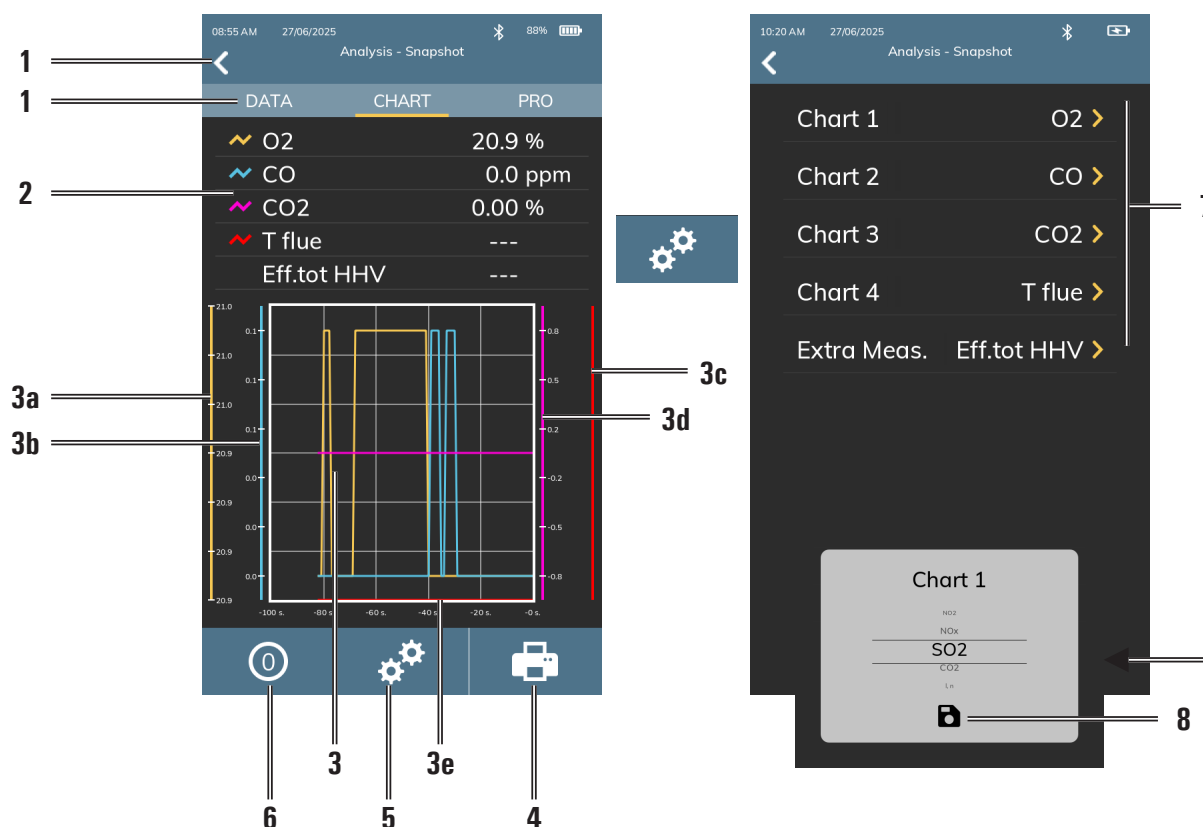 08:55 AM 27/06/2025 88%
Analysis - Snapshot
1
1
DATA CHART PRO
O2 20.9 %
CO 0.0 ppm
2
CO2 0.00 %
T flue ---
Eff.tot HHV ---
21.0
0.1 0.8
21.0
3c
0.1 0.5
3a
21.0
3d
3b
0.1 0.2
20.9
0.0 -0.2
20.9
0.0 -0.5
20.9
0.0 -0.8
20.9
-100 s. -80 s. -60 s. -40 s. -20 s. -0 s.
0
3 3e
6 5 4
10:20 AM 27/06/2025
Analysis - Snapshot
Chart 1 O2
Chart 2 CO
Chart 3 CO2
Chart 4 T flue
Extra Meas. Eff.tot HHV
Chart 1
NO2
NOx
SO2
CO2
Ln
8